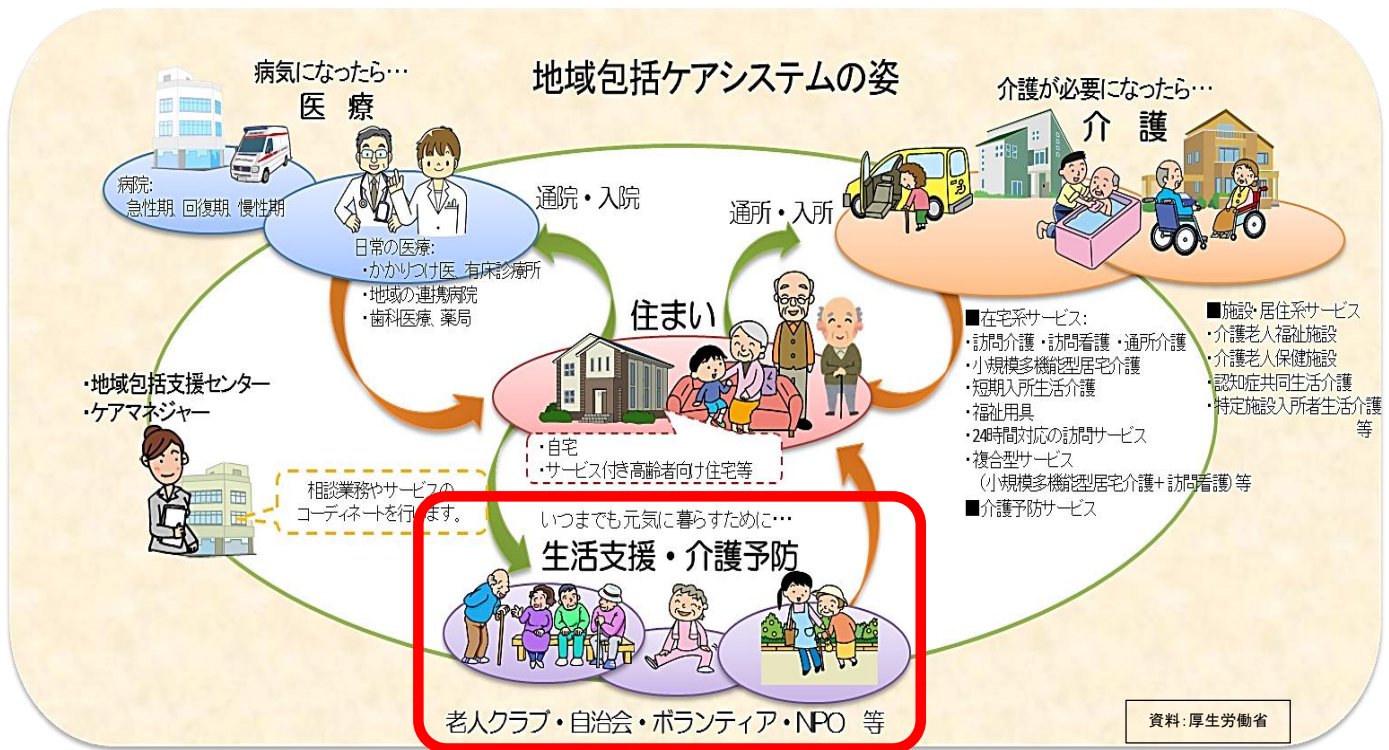 地域包括ケアシステムの姿
病気になったら…
医 療
病院:
急性期、回復期、慢性期
日常の医療:
・かかりつけ医、有床診療所
・地域の連携病院
・歯科医療、薬局
通院・入院
通所・入所
介護が必要になったら…
介 護
■在宅系サービス:
・訪問介護・訪問看護・通所介護
・小規模多機能型居宅介護
・短期入所生活介護
・福祉用具
・24時間対応の訪問サービス
・複合型サービス
(小規模多機能型居宅介護+訪問看護)等
■介護予防サービス
■施設・居住系サービス
・介護老人福祉施設
・介護老人保健施設
・認知症共同生活介護
・特定施設入所者生活介護
等
住まい
・自宅
・サービス付き高齢者向け住宅等
・地域包括支援センター
・ケアマネジャー
相談業務やサービスの
コーディネートを行います。
いつまでも元気に暮らすために…
生活支援・介護予防
老人クラブ・自治会・ボランティア・NPO 等
資料:厚生労働省